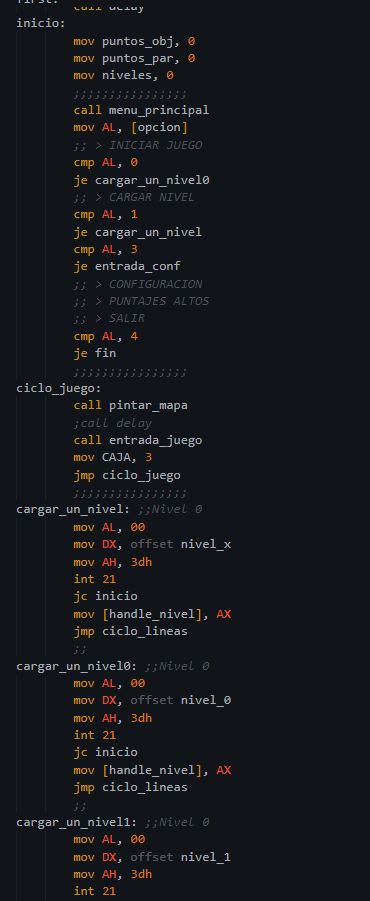 first:
call delay
inicio:
mov puntos_obj, 0
mov puntos_par, 0
mov niveles, 0
;;;;;;;;;;;;;;;;
call menu_principal
mov AL, [opcion]
;; > INICIAR JUEGO
cmp AL, 0
je cargar_un_nivel0
;; > CARGAR NIVEL
cmp AL, 1
je cargar_un_nivel
cmp AL, 3
je entrada_conf
;; > CONFIGURACION
;; > PUNTAJES ALTOS
;; > SALIR
cmp AL, 4
je fin
;;;;;;;;;;;;;;;;
ciclo_juego:
call pintar_mapa
;call delay
call entrada_juego
mov CAJA, 3
jmp ciclo_juego
;;;;;;;;;;;;;;;;
cargar_un_nivel: ;;Nivel 0
mov AL, 00
mov DX, offset nivel_x
mov AH, 3dh
int 21
jc inicio
mov [handle_nivel], AX
jmp ciclo_lineas
;;
cargar_un_nivel0: ;;Nivel 0
mov AL, 00
mov DX, offset nivel_0
mov AH, 3dh
int 21
jc inicio
mov [handle_nivel], AX
jmp ciclo_lineas
;;
cargar_un_nivel1: ;;Nivel 0
mov AL, 00
mov DX, offset nivel_1
mov AH, 3dh
int 21